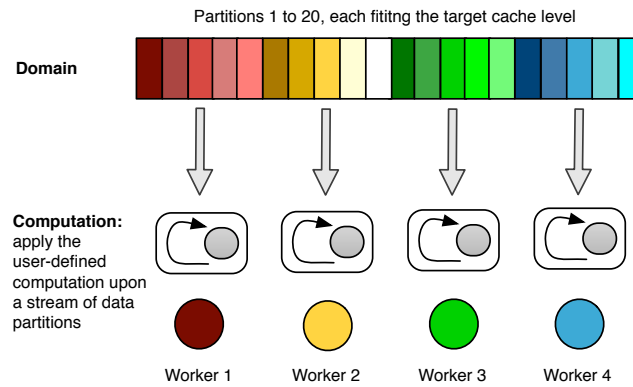 Partitions 1 to 20, each fititng the target cache level
Domain
Computation:
apply the
user-defined
computation upon
a stream of data
partitions
Worker 1 Worker 2 Worker 3 Worker 4